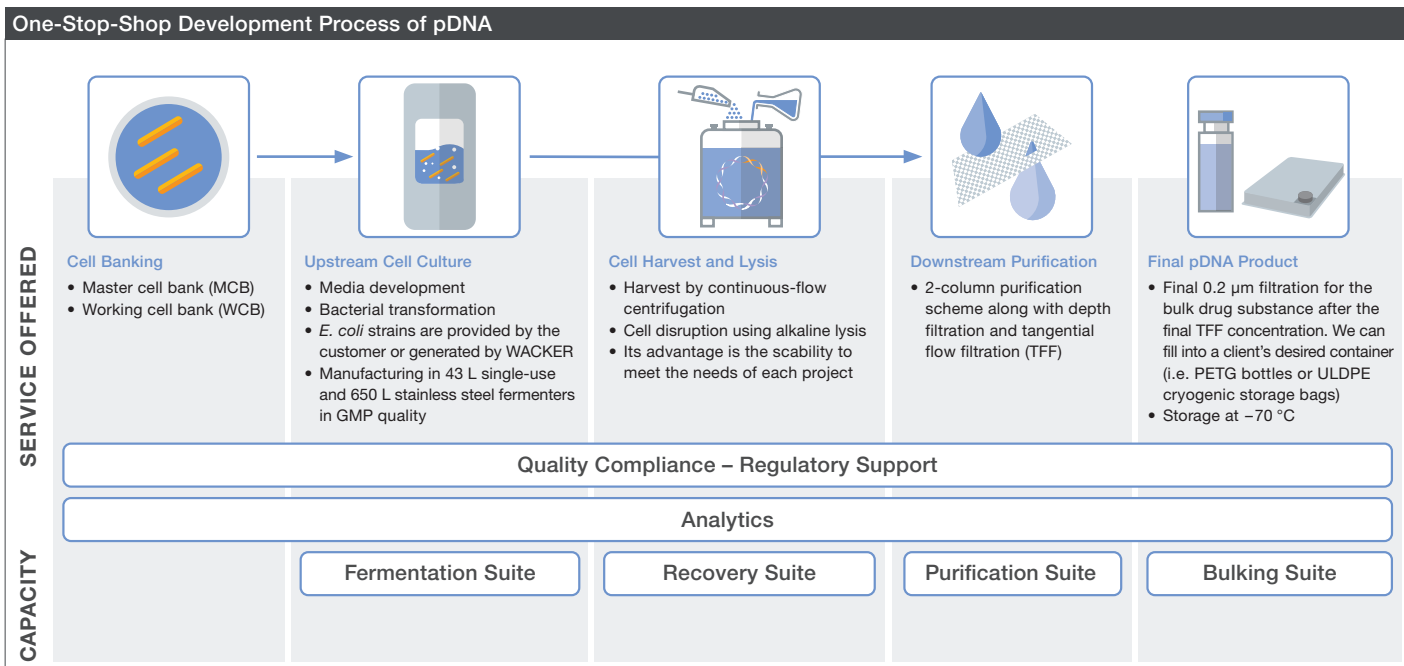 One-Stop-Shop Development Process of pDNA
SERVICE OFFERED
Cell Banking
• Master cell bank (MCB)
• Working cell bank (WCB)
Upstream Cell Culture
• Media development
• Bacterial transformation
• E. coli strains are provided by the
customer or generated by WACKER
• Manufacturing in 43 L single-use
and 650 L stainless steel fermenters
in GMP quality
Cell Harvest and Lysis
• Harvest by continuous-flow
centrifugation
• Cell disruption using alkaline lysis
• Its advantage is the scability to
meet the needs of each project
Downstream Purification
• 2-column purification
scheme along with depth
filtration and tangential
flow filtration (TFF)
Final pDNA Product
• Final 0.2 µm filtration for the
bulk drug substance after the
final TFF concentration. We can
fill into a client’s desired container
(i.e. PETG bottles or ULDPE
cryogenic storage bags)
• Storage at –70 °C
Quality Compliance – Regulatory Support
Analytics
CAPACITY
Fermentation Suite
Recovery Suite
Purification Suite
Bulking Suite